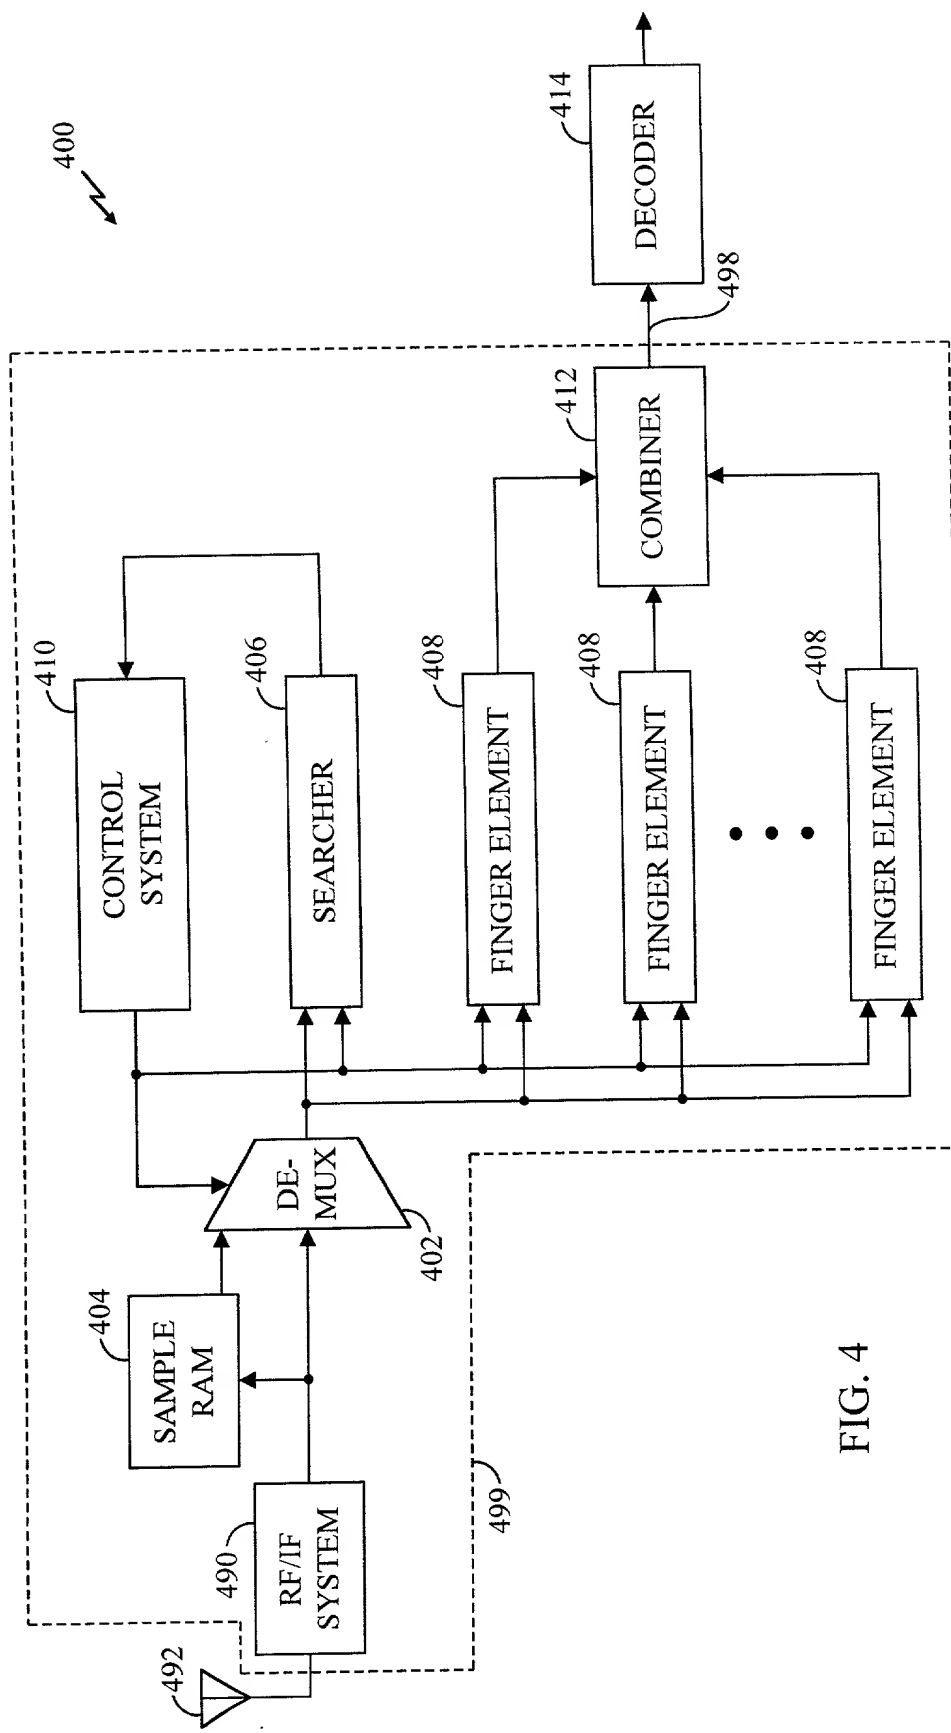 400
492
490
RF/IF
SYSTEM
404
SAMPLE
RAM
402
DE-
MUX
410
CONTROL
SYSTEM
406
SEARCHER
408
FINGER ELEMENT
408
FINGER ELEMENT
408
FINGER ELEMENT
412
COMBINER
498
414
DECODER
499
FIG. 4